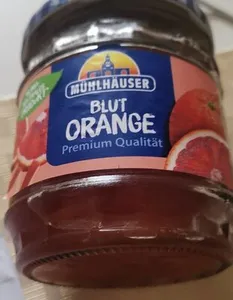 MÜHLHÄUSER
BLUT
ORANGE
Premium Qualität